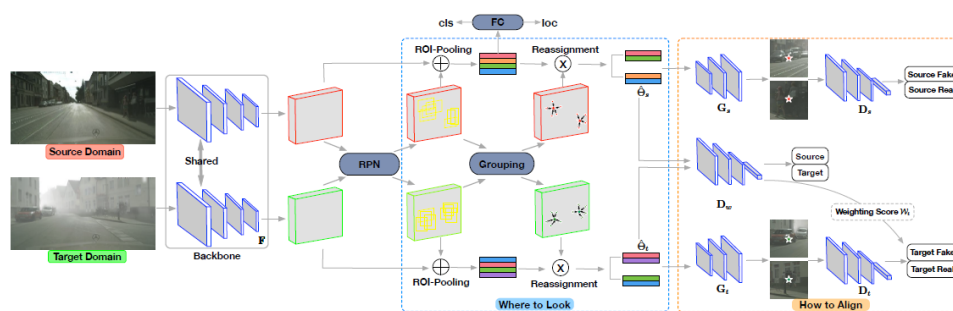 cls
FC
loc
ROI-Pooling
Reassignment
Source Domain
Shared
RPN
Grouping
Target Domain
F
Backbone
ROI-Pooling
Reassignment
Where to Look
Θ̂s
Θ̂t
Gs
Ds
Source Fake
Source Real
Dw
Source
Target
Weighting Score Wt
Gt
Dt
Target Fake
Target Real
How to Align